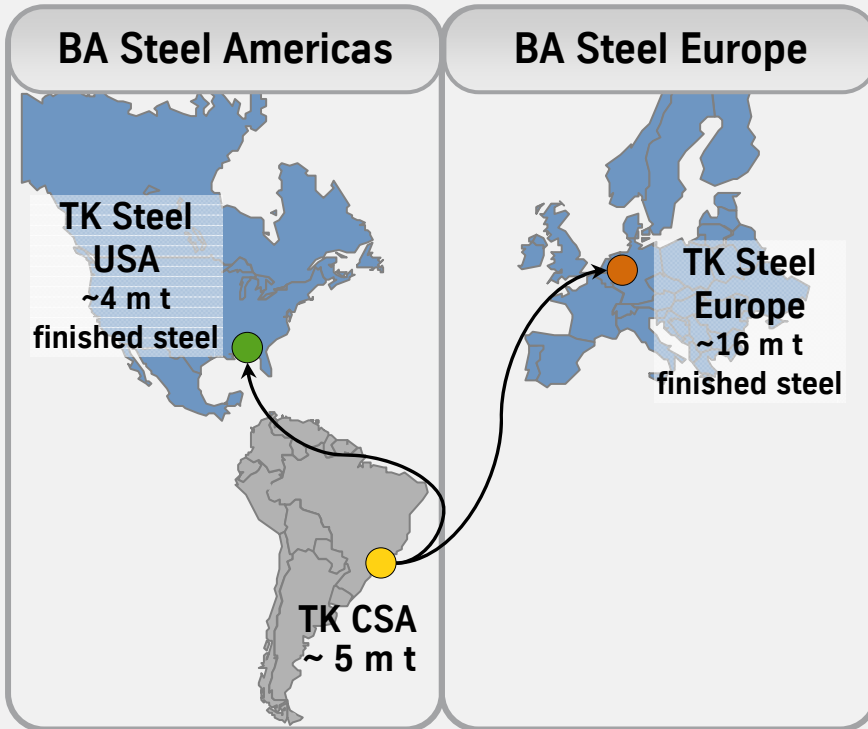 BA Steel Americas
BA Steel Europe
TK Steel
USA
~4 m t
finished steel
TK Steel
Europe
~16 m t
finished steel
TK CSA
~ 5 m t